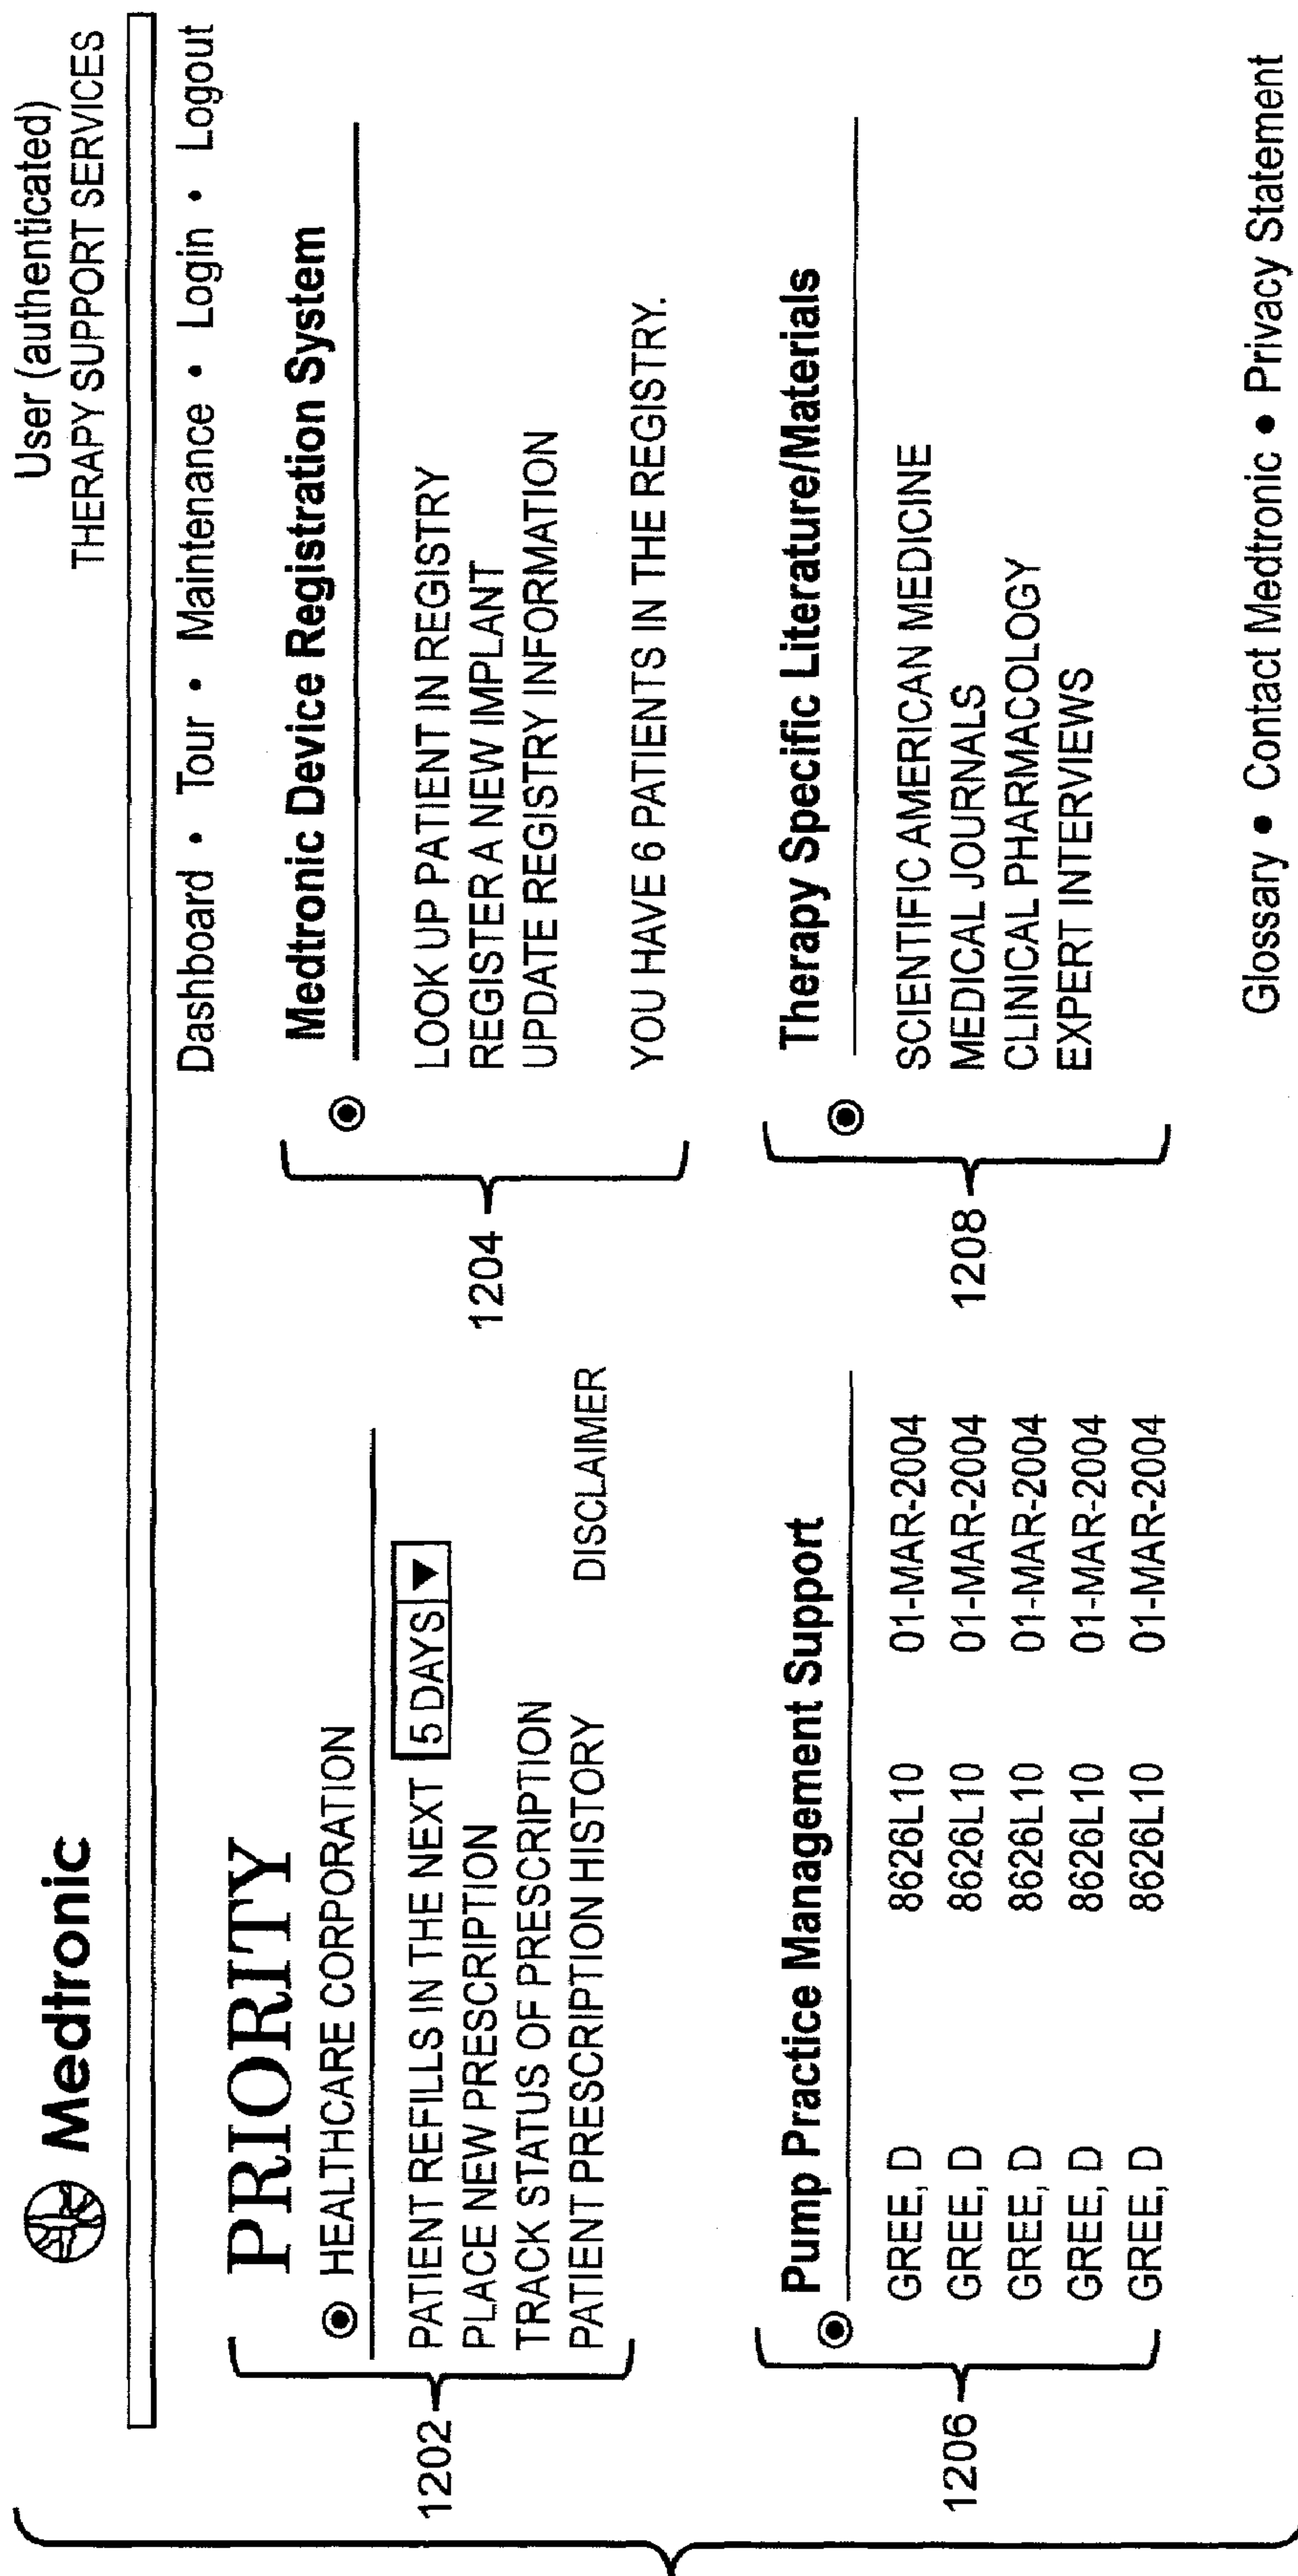 Medtronic
User (authenticated)
THERAPY SUPPORT SERVICES
Dashboard • Tour • Maintenance • Login • Logout
1202
PRIORITY
HEALTHCARE CORPORATION
PATIENT REFILLS IN THE NEXT 5 DAYS
PLACE NEW PRESCRIPTION
TRACK STATUS OF PRESCRIPTION
PATIENT PRESCRIPTION HISTORY
DISCLAIMER
1204
Medtronic Device Registration System
LOOK UP PATIENT IN REGISTRY
REGISTER A NEW IMPLANT
UPDATE REGISTRY INFORMATION
YOU HAVE 6 PATIENTS IN THE REGISTRY.
1206
Pump Practice Management Support
GREE, D 8626L10 01-MAR-2004
GREE, D 8626L10 01-MAR-2004
GREE, D 8626L10 01-MAR-2004
GREE, D 8626L10 01-MAR-2004
GREE, D 8626L10 01-MAR-2004
1208
Therapy Specific Literature/Materials
SCIENTIFIC AMERICAN MEDICINE
MEDICAL JOURNALS
CLINICAL PHARMACOLOGY
EXPERT INTERVIEWS
Glossary • Contact Medtronic • Privacy Statement